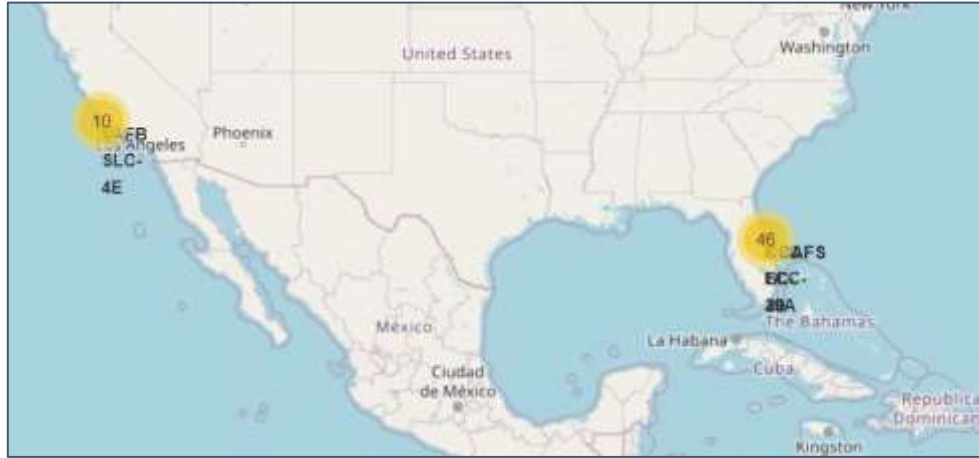 New York
Washington
United States
10
Phoenix
Los Angeles
SLC-
4E
46
AFS
The Bahamas
México
La Habana
Cuba
Ciudad
de México
República
Dominicana
Kingston